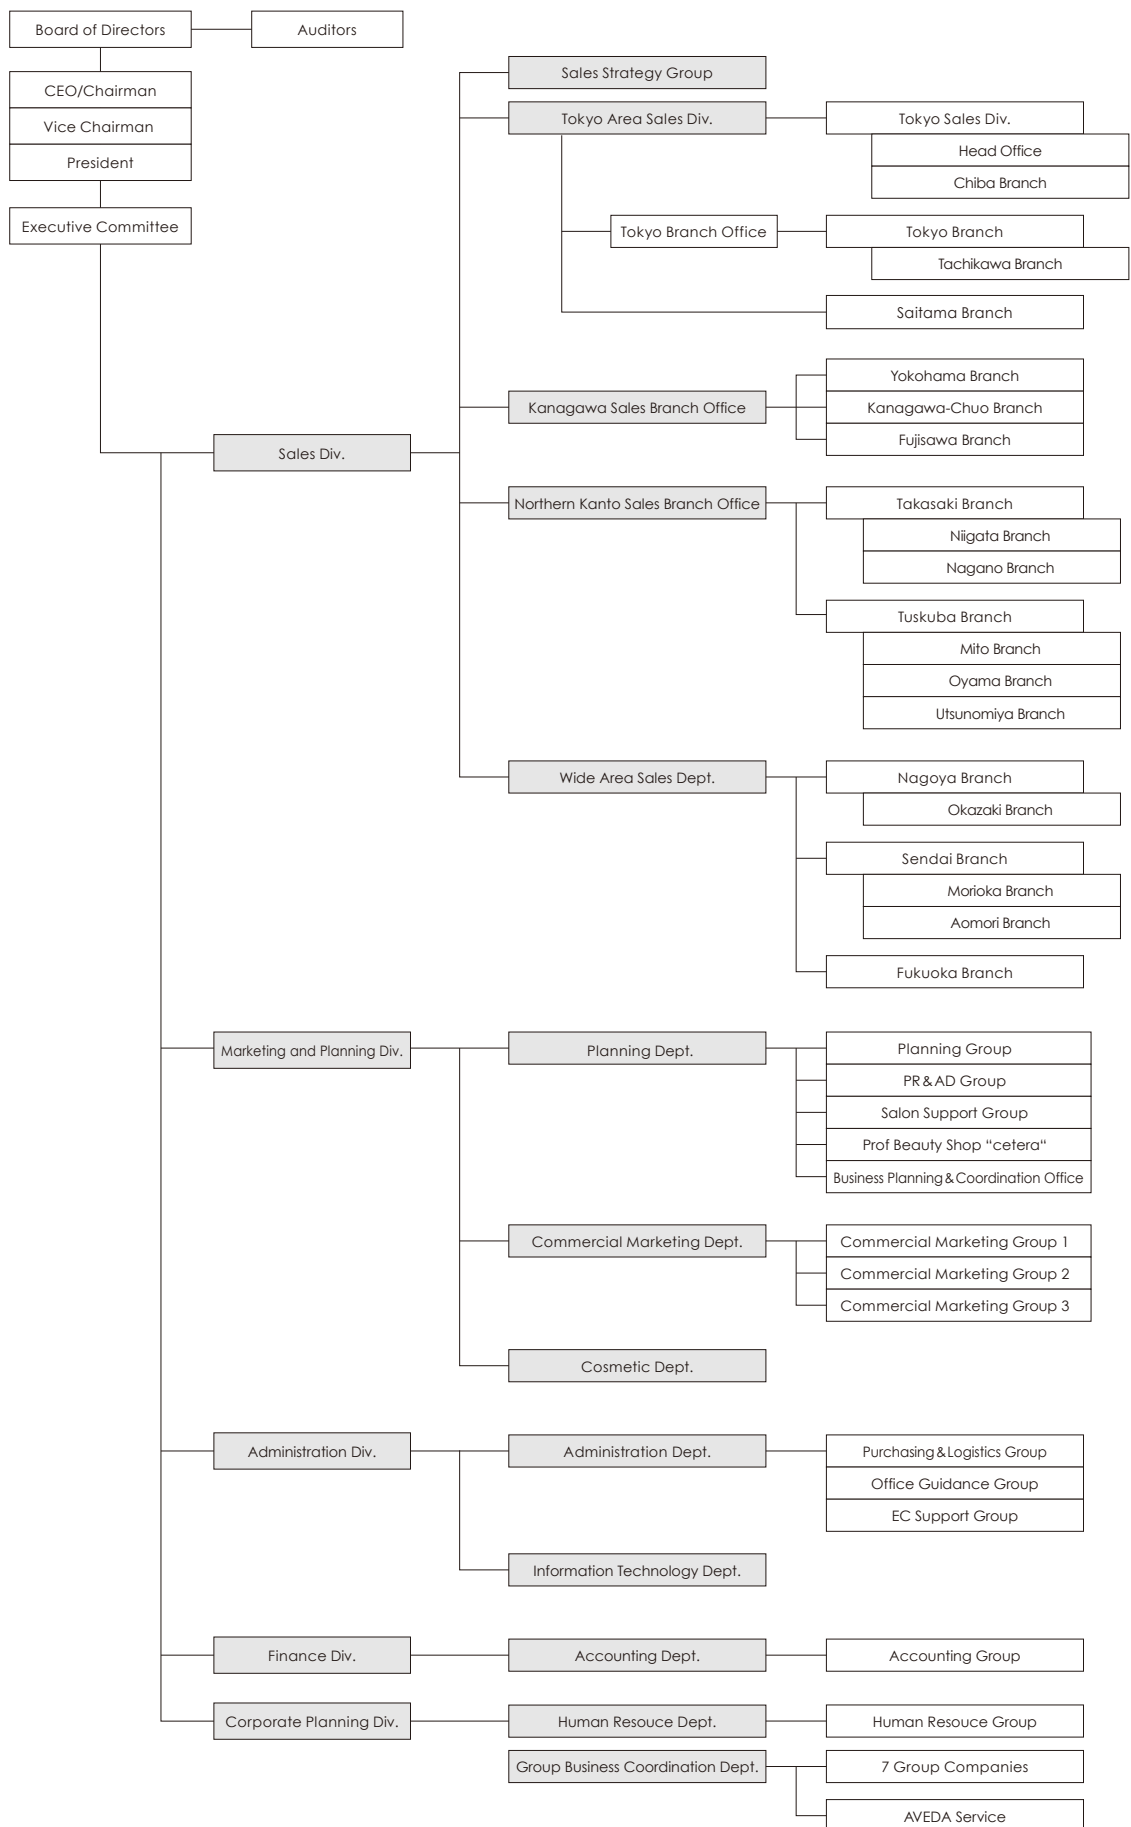 Board of Directors
Auditors
CEO/Chairman
Vice Chairman
President
Executive Committee
Sales Div.
Sales Strategy Group
Tokyo Area Sales Div.
Tokyo Sales Div.
Head Office
Chiba Branch
Tokyo Branch Office
Tokyo Branch
Tachikawa Branch
Saitama Branch
Kanagawa Sales Branch Office
Yokohama Branch
Kanagawa-Chuo Branch
Fujisawa Branch
Northern Kanto Sales Branch Office
Takasaki Branch
Niigata Branch
Nagano Branch
Tuskuba Branch
Mito Branch
Oyama Branch
Utsunomiya Branch
Wide Area Sales Dept.
Nagoya Branch
Okazaki Branch
Sendai Branch
Morioka Branch
Aomori Branch
Fukuoka Branch
Marketing and Planning Div.
Planning Dept.
Planning Group
PR & AD Group
Salon Support Group
Prof Beauty Shop “cetera“
Business Planning & Coordination Office
Commercial Marketing Dept.
Commercial Marketing Group 1
Commercial Marketing Group 2
Commercial Marketing Group 3
Cosmetic Dept.
Administration Div.
Administration Dept.
Purchasing & Logistics Group
Office Guidance Group
EC Support Group
Information Technology Dept.
Finance Div.
Accounting Dept.
Accounting Group
Corporate Planning Div.
Human Resouce Dept.
Human Resouce Group
Group Business Coordination Dept.
7 Group Companies
AVEDA Service